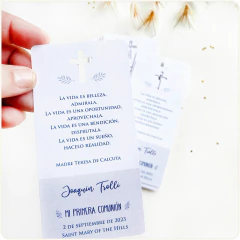 La vida es belleza,
admírala.
La vida es una oportunidad,
aprovéchala.
La vida es una bendición,
disfrútala.
La vida es un sueño,
hacelo realidad.
Madre Teresa de Calcuta
Joaquín Trolli
Mi Primera Comunión
2 de septiembre de 2023
Saint Mary of the Hills